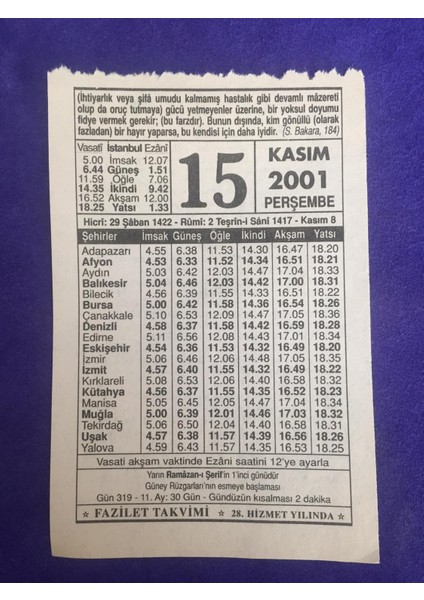 (İhtiyarlık veya şifâ umudu kalmamış hastalık gibi devamlı mâzereti
olup da oruç tutmaya) gücü yetmeyenler üzerine, bir yoksul doyumu
fidye vermek gerekir; (bu farzdır). Bunun dışında, kim gönüllü (olarak
fazladan) bir hayır yaparsa, bu kendisi için daha iyidir. (S. Bakara, 184)
Vasatî İstanbul Ezânî
5.00 İmsak 12.07
6.44 Güneş 1.51
11.59 Öğle 7.06
14.35 İkindi 9.42
16.52 Akşam 12.00
18.25 Yatsı 1.33
15
KASIM
2001
PERŞEMBE
Hicrî: 29 Şâban 1422 - Rûmî: 2 Teşrin-i Sânî 1417 - Kasım 8
Şehirler İmsak Güneş Öğle İkindi Akşam Yatsı
Adapazarı 4.55 6.38 11.53 14.30 16.47 18.20
Afyon 4.53 6.33 11.52 14.34 16.51 18.21
Aydın 5.03 6.42 12.03 14.47 17.04 18.33
Balıkesir 5.04 6.46 12.03 14.42 17.00 18.31
Bilecik 4.56 6.39 11.55 14.33 16.51 18.22
Bursa 5.00 6.42 11.58 14.36 16.54 18.26
Çanakkale 5.10 6.53 12.09 14.47 17.05 18.36
Denizli 4.58 6.37 11.58 14.42 16.59 18.28
Edirne 5.11 6.56 12.08 14.43 17.01 18.34
Eskişehir 4.54 6.36 11.53 14.32 16.49 18.20
İzmir 5.06 6.46 12.06 14.48 17.05 18.35
İzmit 4.57 6.40 11.55 14.32 16.49 18.22
Kırklareli 5.08 6.53 12.06 14.40 16.58 18.32
Kütahya 4.56 6.37 11.55 14.35 16.52 18.23
Manisa 5.05 6.45 12.05 14.47 17.04 18.34
Muğla 5.00 6.39 12.01 14.46 17.03 18.32
Tekirdağ 5.06 6.50 12.04 14.40 16.58 18.31
Uşak 4.57 6.38 11.57 14.39 16.56 18.26
Yalova 4.59 6.43 11.57 14.35 16.53 18.25
Vasati akşam vaktinde Ezâni saatini 12'ye ayarla
Yarın Ramâzan-ı Şerif'in 1'inci günüdür
Güney Rüzgarları'nın esmeye başlaması
Gün 319 - 11. Ay: 30 Gün - Gündüzün kısalması 2 dakika
☆ FAZİLET TAKVİMİ ☆ 28. HİZMET YILINDA ☆